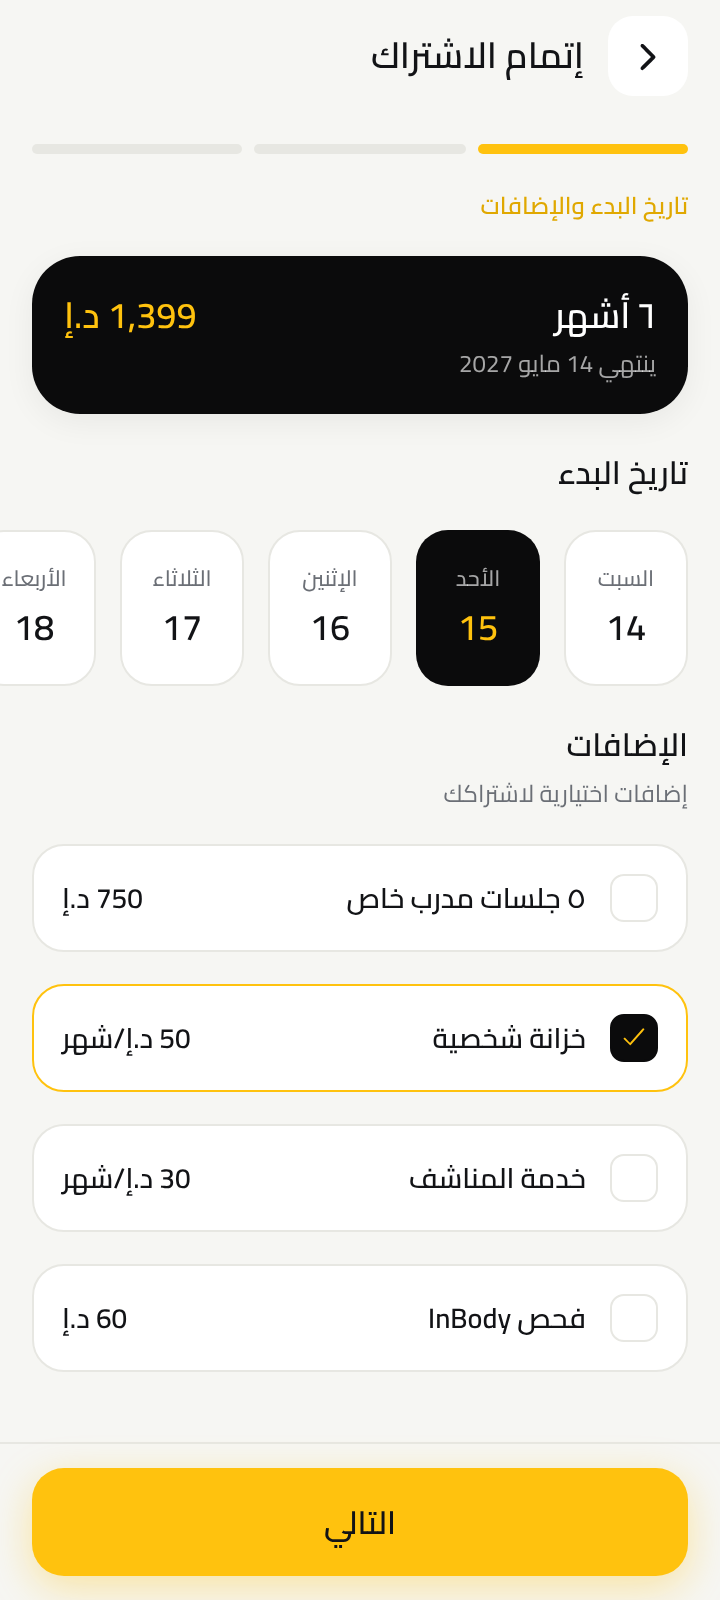 إتمام الاشتراك
تاريخ البدء والإضافات
٦ أشهر
1,399 د.إ
ينتهي 14 مايو 2027
تاريخ البدء
السبت
14
الأحد
15
الإثنين
16
الثلاثاء
17
الأربعاء
18
الإضافات
إضافات اختيارية لاشتراكك
٥ جلسات مدرب خاص
750 د.إ
خزانة شخصية
50 د.إ/شهر
خدمة المناشف
30 د.إ/شهر
فحص InBody
60 د.إ
التالي